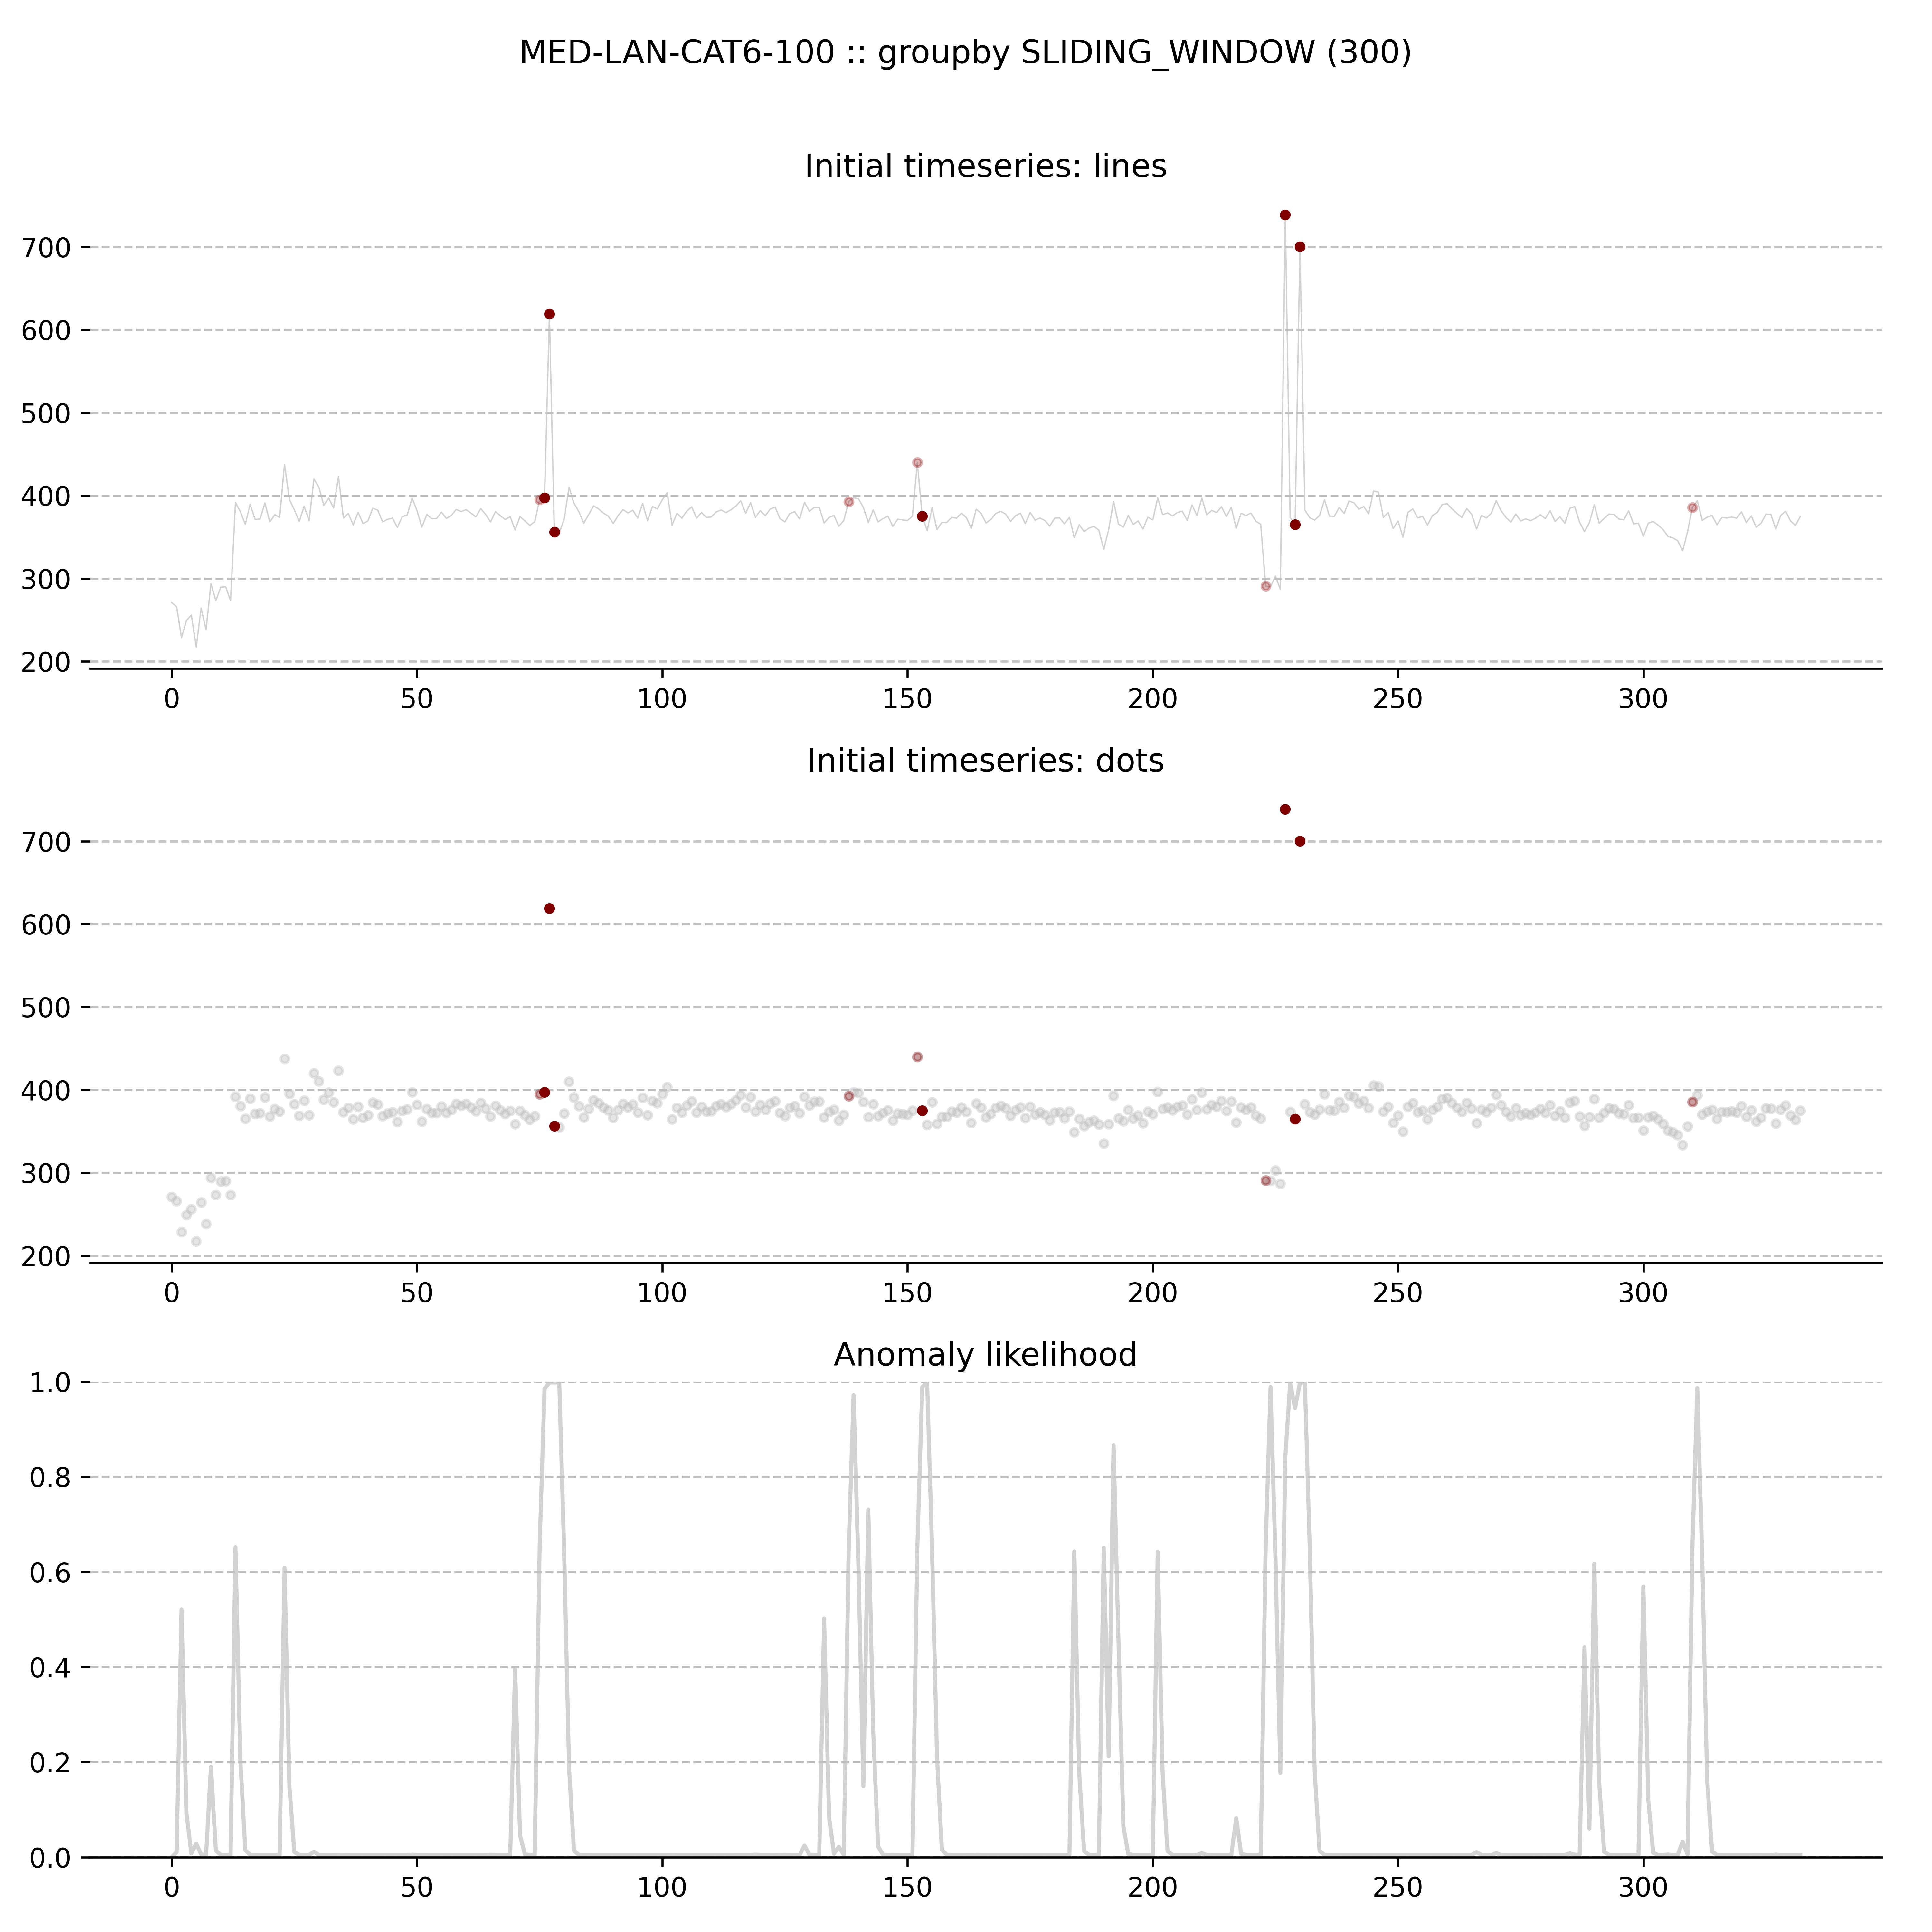 MED-LAN-CAT6-100 :: groupby SLIDING_WINDOW (300)
Initial timeseries: lines
700
600
500
400
300
200
0 50 100 150 200 250 300
Initial timeseries: dots
700
600
500
400
300
200
0 50 100 150 200 250 300
Anomaly likelihood
1.0
0.8
0.6
0.4
0.2
0.0
0 50 100 150 200 250 300